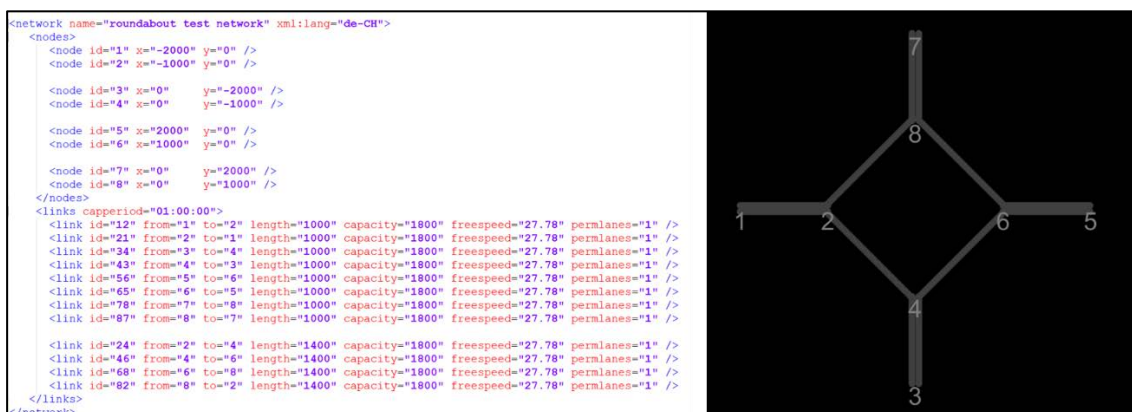 <network name="roundabout test network" xml:lang="de-CH">
<nodes>
<node id="1" x="-2000" y="0" />
<node id="2" x="-1000" y="0" />
<node id="3" x="0" y="-2000" />
<node id="4" x="0" y="-1000" />
<node id="5" x="2000" y="0" />
<node id="6" x="1000" y="0" />
<node id="7" x="0" y="2000" />
<node id="8" x="0" y="1000" />
</nodes>
<links capperiod="01:00:00">
<link id="12" from="1" to="2" length="1000" capacity="1800" freespeed="27.78" permlanes="1" />
<link id="21" from="2" to="1" length="1000" capacity="1800" freespeed="27.78" permlanes="1" />
<link id="34" from="3" to="4" length="1000" capacity="1800" freespeed="27.78" permlanes="1" />
<link id="43" from="4" to="3" length="1000" capacity="1800" freespeed="27.78" permlanes="1" />
<link id="56" from="5" to="6" length="1000" capacity="1800" freespeed="27.78" permlanes="1" />
<link id="65" from="6" to="5" length="1000" capacity="1800" freespeed="27.78" permlanes="1" />
<link id="78" from="7" to="8" length="1000" capacity="1800" freespeed="27.78" permlanes="1" />
<link id="87" from="8" to="7" length="1000" capacity="1800" freespeed="27.78" permlanes="1" />
<link id="24" from="2" to="4" length="1400" capacity="1800" freespeed="27.78" permlanes="1" />
<link id="46" from="4" to="6" length="1400" capacity="1800" freespeed="27.78" permlanes="1" />
<link id="68" from="6" to="8" length="1400" capacity="1800" freespeed="27.78" permlanes="1" />
<link id="82" from="8" to="2" length="1400" capacity="1800" freespeed="27.78" permlanes="1" />
</links>
</network>
7
8
1 2 6 5
4
3